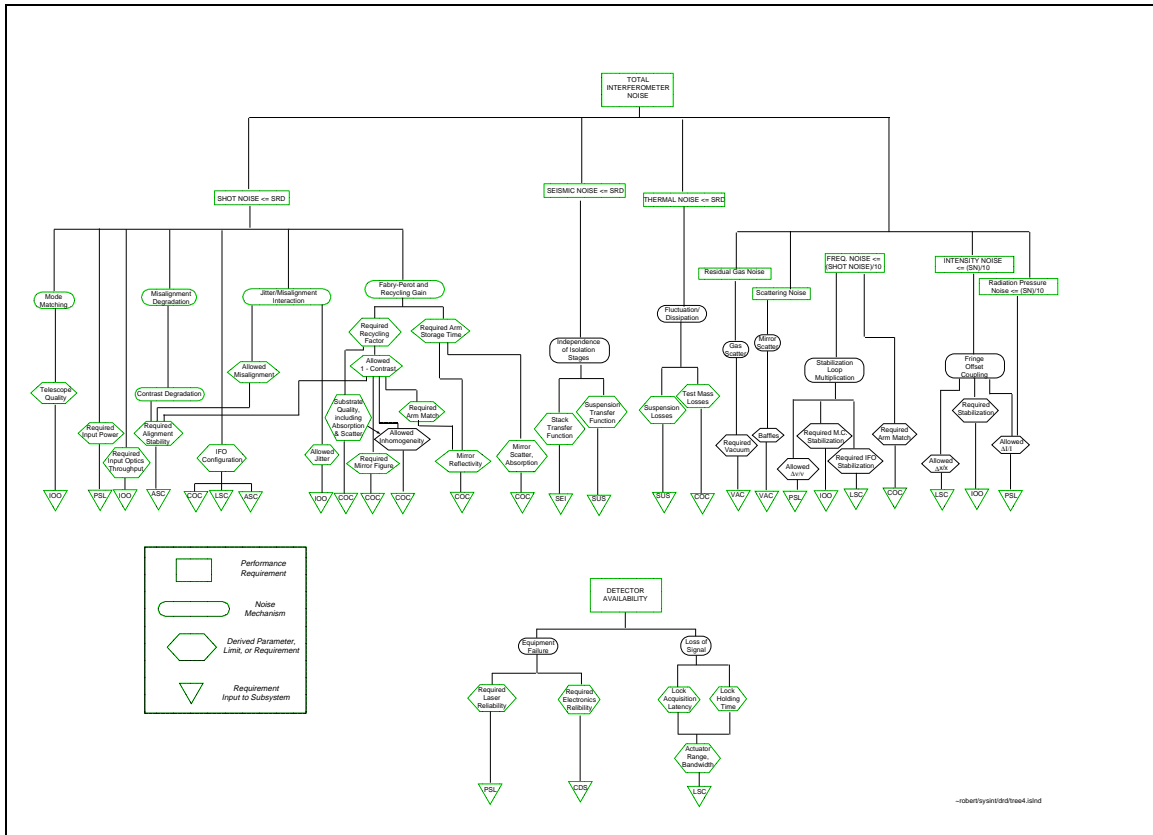 TOTAL
INTERFEROMETER
NOISE
SHOT NOISE <= SRD
SEISMIC NOISE <= SRD
THERMAL NOISE <= SRD
Residual Gas Noise
Scattering Noise
FREQ. NOISE <=
(SHOT NOISE)/10
INTENSITY NOISE
<= (SN)/10
Radiation Pressure
Noise <= (SN)/10
Mode
Matching
Misalignment
Degradation
Jitter/Misalignment
Interaction
Fabry-Perot and
Recycling Gain
Required
Recycling
Factor
Required Arm
Storage Time
Allowed
1 - Contrast
Fluctuation/
Dissipation
Independence
of Isolation
Stages
Gas
Scatter
Mirror
Scatter
Stabilization
Loop
Multiplication
Fringe
Offset
Coupling
Telescope
Quality
Allowed
Misalignment
Contrast Degradation
Required
Input Power
Required
Input Optics
Throughput
Required
Alignment
Stability
IFO
Configuration
Allowed
Jitter
Substrate
Quality,
including
Absorption
& Scatter
Required
Mirror Figure
Allowed
Inhomogeneity
Required
Arm Match
Mirror
Reflectivity
Mirror
Scatter,
Absorption
Stack
Transfer
Function
Suspension
Transfer
Function
Suspension
Losses
Test Mass
Losses
Required
Vacuum
Baffles
Allowed
Δν/ν
Required M.C.
Stabilization
Required IFO
Stabilization
Required
Arm Match
Allowed
Δx/x
Required
Stabilization
Allowed
ΔI/I
IOO
PSL
IOO
ASC
COC
LSC
ASC
IOO
COC
COC
COC
COC
COC
SEI
SUS
SUS
COC
VAC
VAC
PSL
IOO
LSC
COC
LSC
IOO
PSL
Performance
Requirement
Noise
Mechanism
Derived Parameter,
Limit, or Requirement
Requirement
Input to Subsystem
DETECTOR
AVAILABILITY
Equipment
Failure
Loss of
Signal
Required
Laser
Reliability
Required
Electronics
Relibility
Lock
Acquisition
Latency
Lock
Holding
Time
Actuator
Range,
Bandwidth
PSL
CDS
LSC
~robert/sysint/drd/tree4.islnd